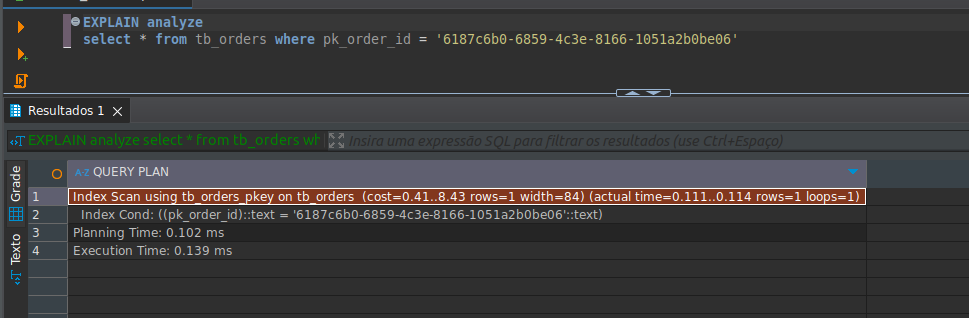 EXPLAIN analyze
select * from tb_orders where pk_order_id = '6187c6b0-6859-4c3e-8166-1051a2b0be06'
Resultados 1
EXPLAIN analyze select * from tb_orders wh
Insira uma expressão SQL para filtrar os resultados (use Ctrl+Espaço)
Grade
Texto
A-Z QUERY PLAN
1 Index Scan using tb_orders_pkey on tb_orders (cost=0.41..8.43 rows=1 width=84) (actual time=0.111..0.114 rows=1 loops=1)
2 Index Cond: ((pk_order_id)::text = '6187c6b0-6859-4c3e-8166-1051a2b0be06'::text)
3 Planning Time: 0.102 ms
4 Execution Time: 0.139 ms